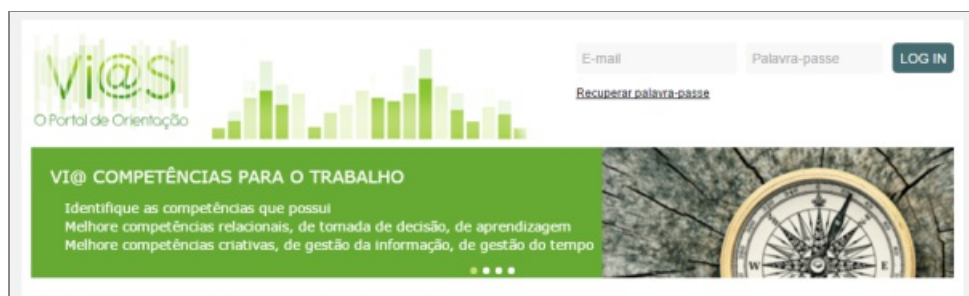 Vi@s
O Portal de Orientação
E-mail
Palavra-passe
LOG IN
Recuperar palavra-passe
VI@ COMPETÊNCIAS PARA O TRABALHO
Identifique as competências que possui
Melhore competências relacionais, de tomada de decisão, de aprendizagem
Melhore competências criativas, de gestão da informação, de gestão do tempo
W
E